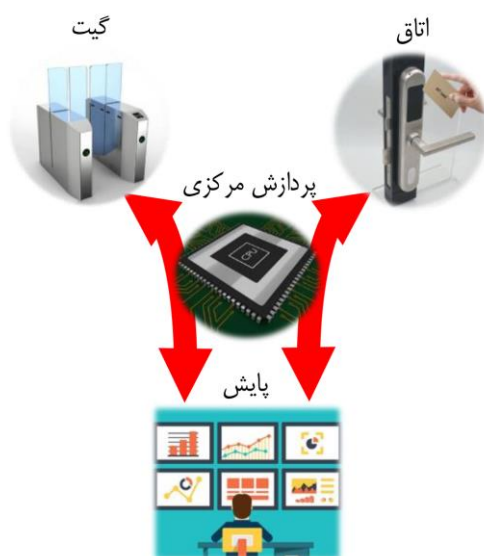 گیت
اتاق
پردازش مرکزی
پایش